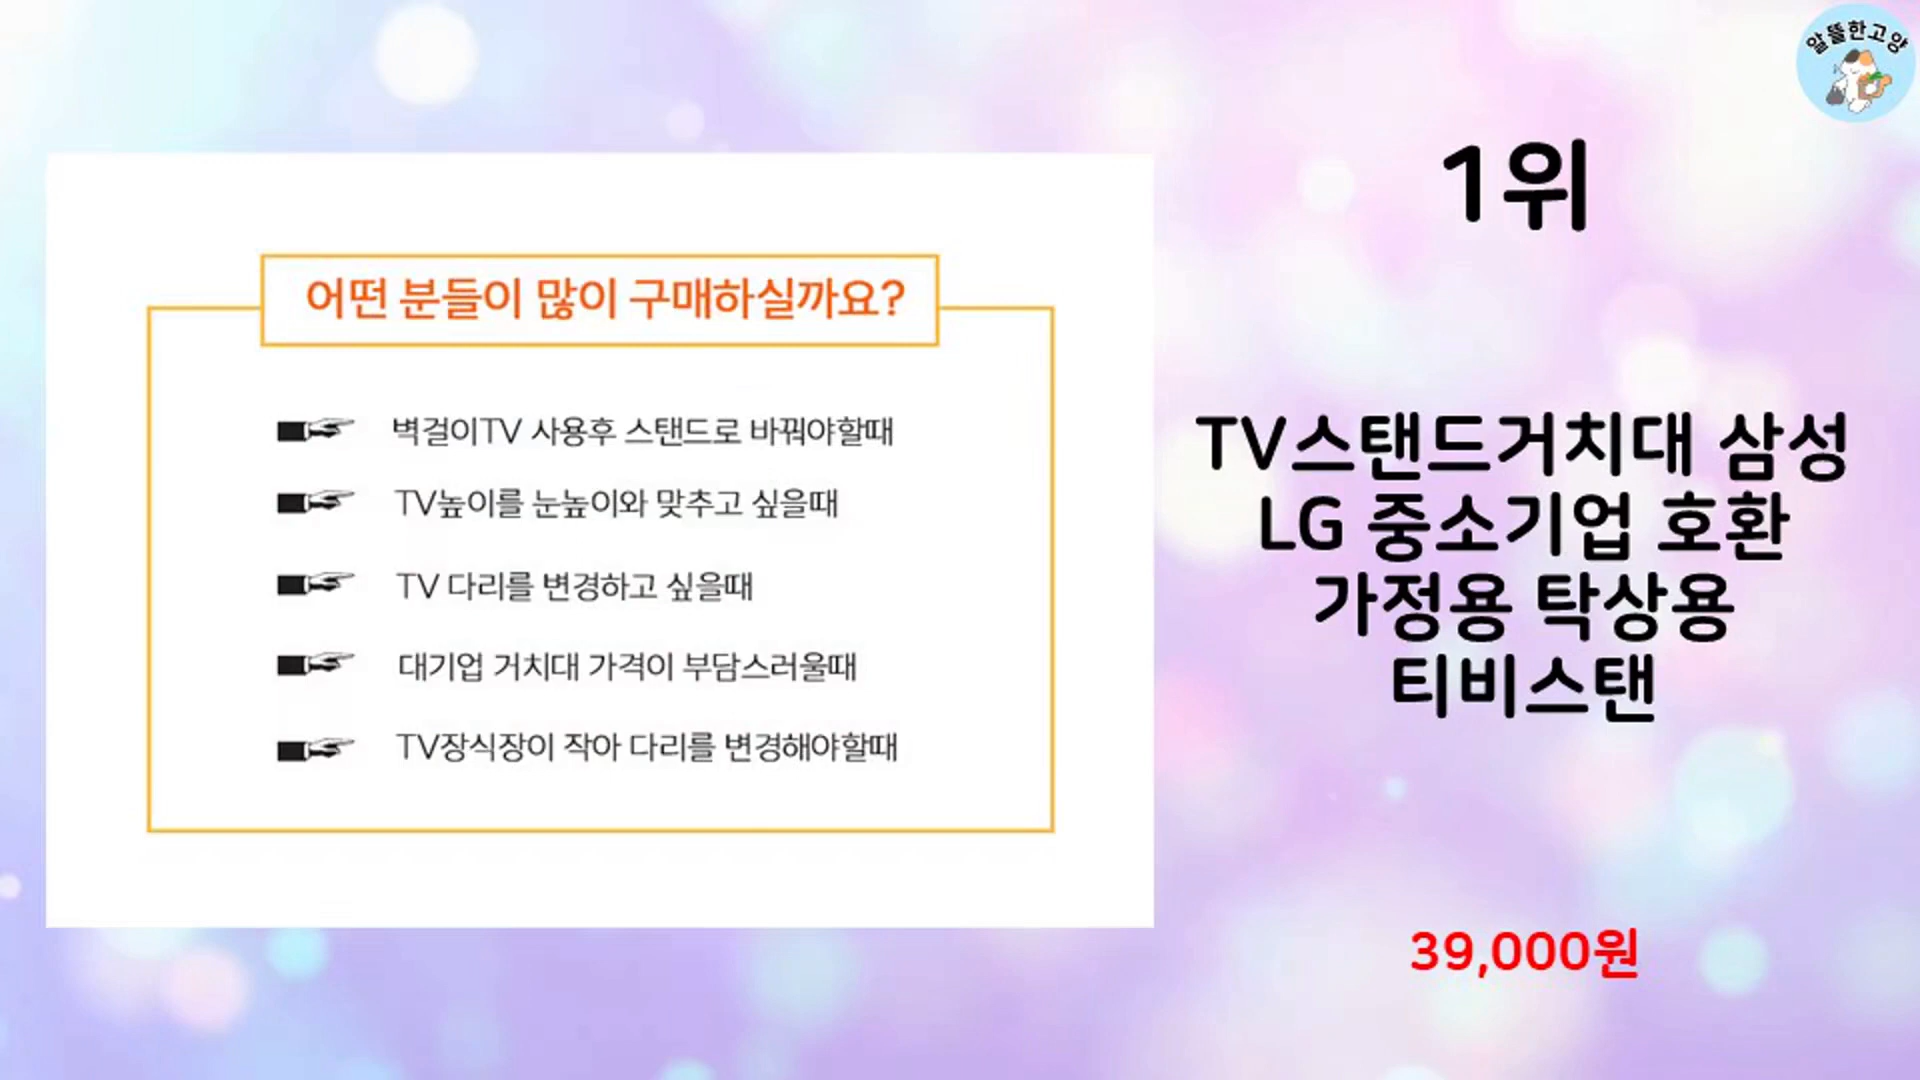 알뜰한고양
1위
어떤 분들이 많이 구매하실까요?
벽걸이TV 사용후 스탠드로 바꿔야할때
TV높이를 눈높이와 맞추고 싶을때
TV 다리를 변경하고 싶을때
대기업 거치대 가격이 부담스러울때
TV장식장이 작아 다리를 변경해야할때
TV스탠드거치대 삼성
LG 중소기업 호환
가정용 탁상용
티비스탠
39,000원